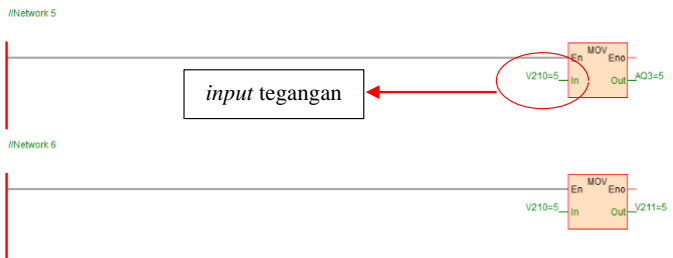 //Network 5
MOV
En Eno
V210=5 In Out AQ3=5
input tegangan
//Network 6
MOV
En Eno
V210=5 In Out V211=5